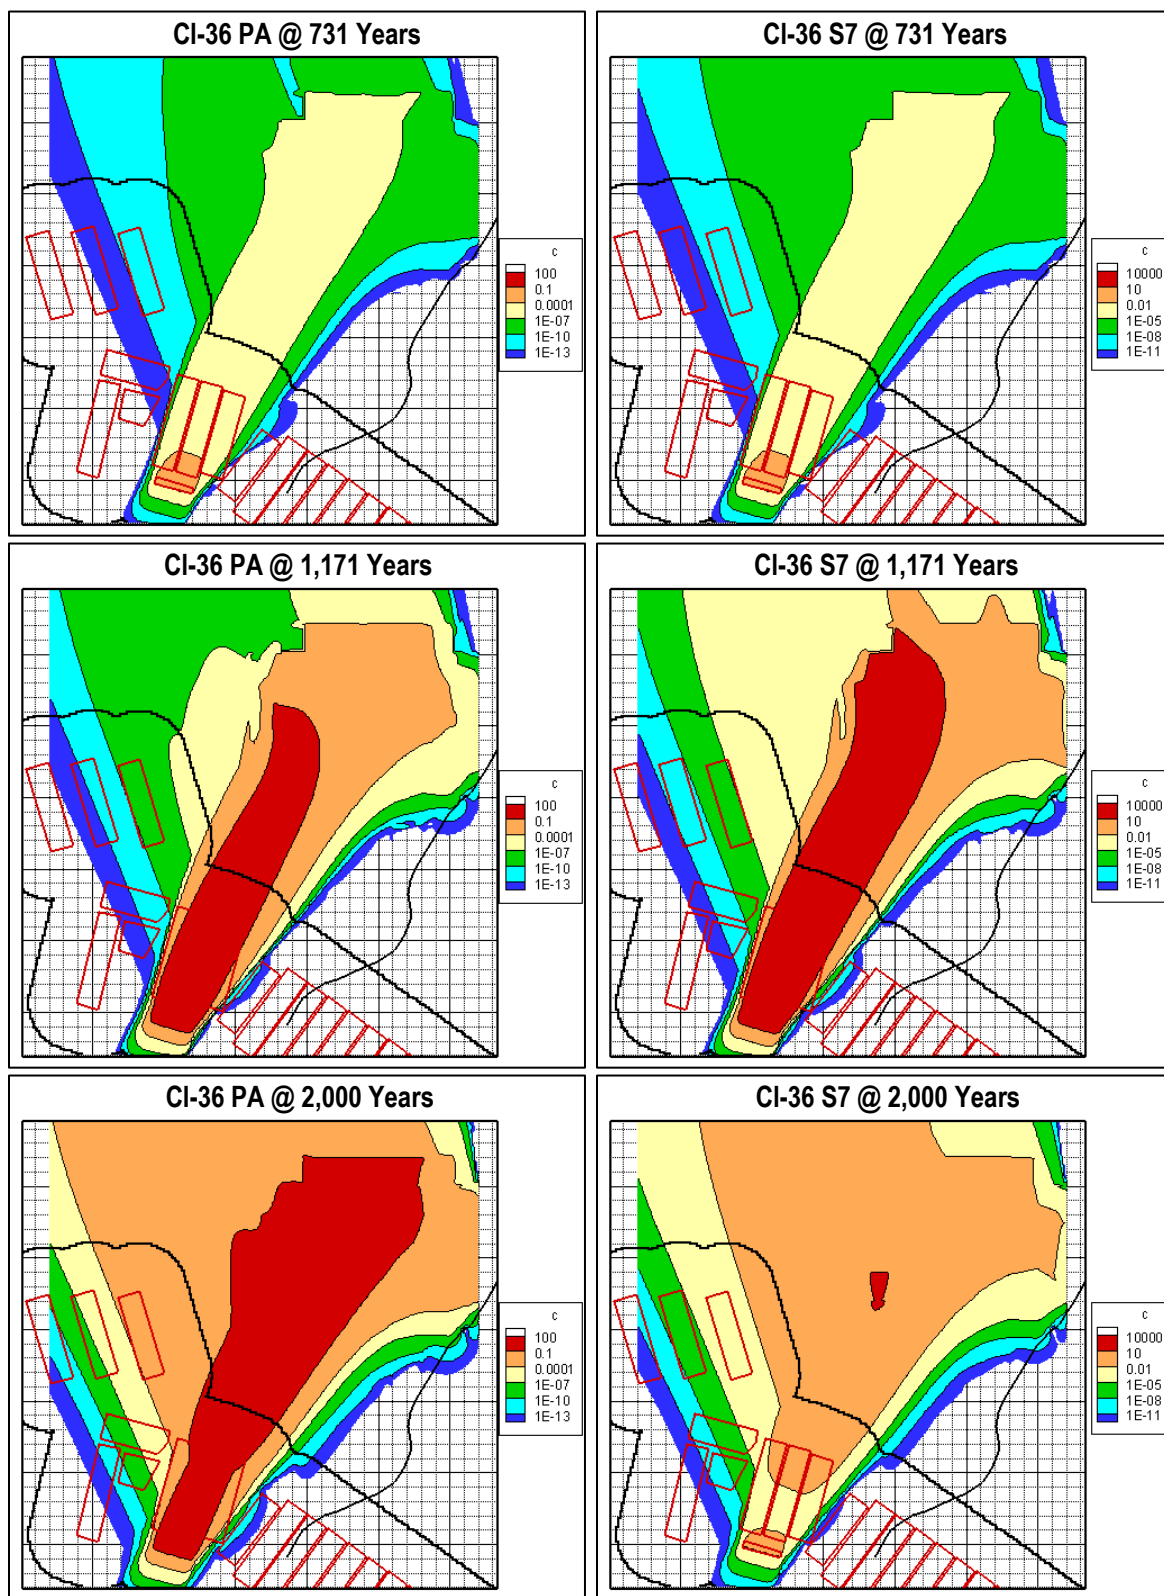 Cl-36 PA @ 731 Years
c
100
0.1
0.0001
1E-07
1E-10
1E-13
Cl-36 S7 @ 731 Years
c
10000
10
0.01
1E-05
1E-08
1E-11
Cl-36 PA @ 1,171 Years
c
100
0.1
0.0001
1E-07
1E-10
1E-13
Cl-36 S7 @ 1,171 Years
c
10000
10
0.01
1E-05
1E-08
1E-11
Cl-36 PA @ 2,000 Years
c
100
0.1
0.0001
1E-07
1E-10
1E-13
Cl-36 S7 @ 2,000 Years
c
10000
10
0.01
1E-05
1E-08
1E-11